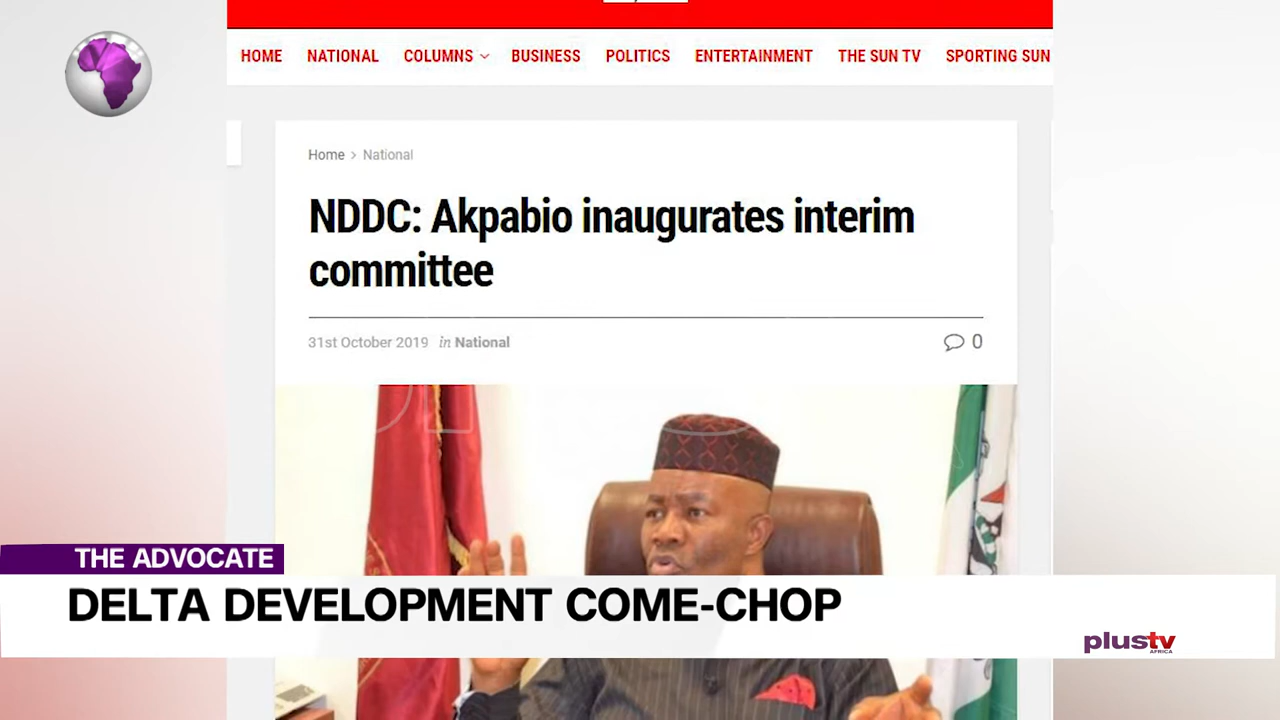 HOME NATIONAL COLUMNS BUSINESS POLITICS ENTERTAINMENT THE SUN TV SPORTING SUN
Home > National
NDDC: Akpabio inaugurates interim
committee
31st October 2019 in National 0
THE ADVOCATE
DELTA DEVELOPMENT COME-CHOP
plustv
AFRICA